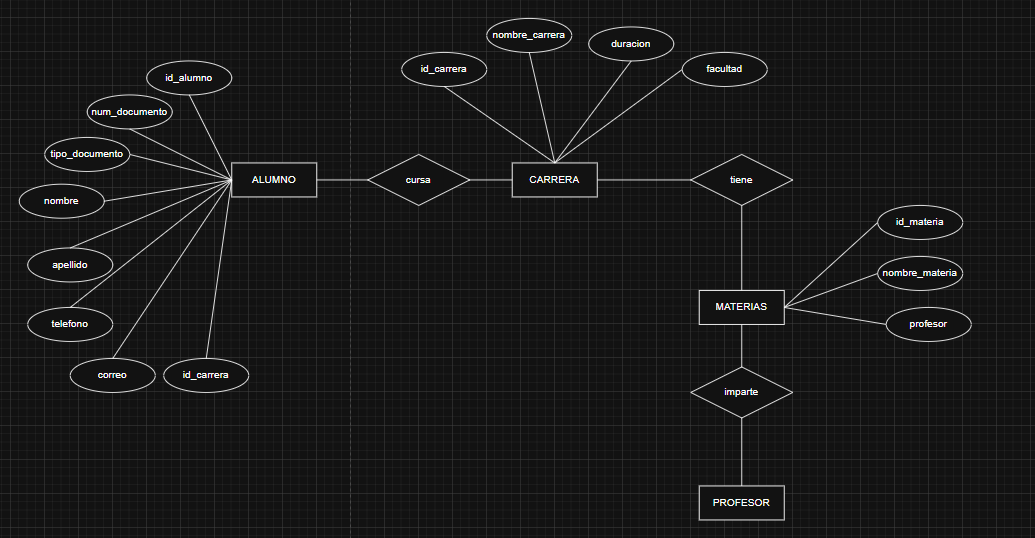 nombre_carrera
duracion
id_carrera
facultad
id_alumno
num_documento
tipo_documento
nombre
apellido
telefono
correo
id_carrera
ALUMNO
cursa
CARRERA
tiene
id_materia
nombre_materia
profesor
MATERIAS
imparte
PROFESOR